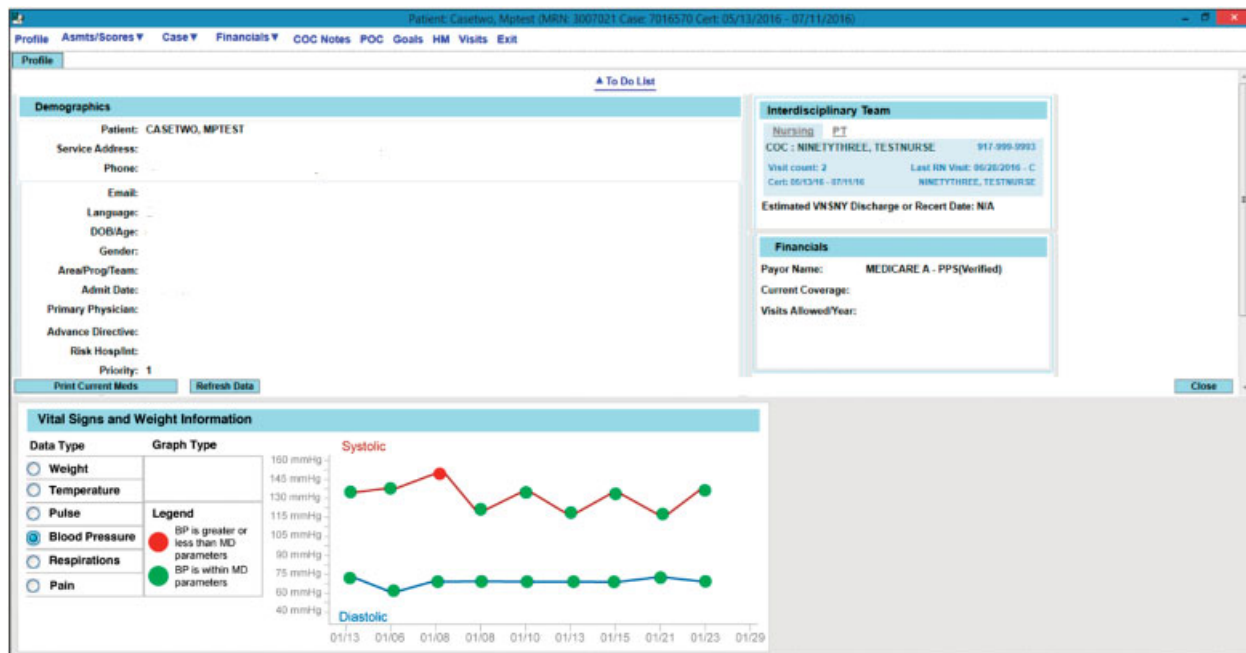 Patient: Casetwo, Mptest (MRN: 3007021 Case: 7016570 Cert: 05/13/2016 - 07/11/2016)
Profile Asmts/Scores▼ Case▼ Financials▼ COC Notes POC Goals HM Visits Exit
Profile
▲ To Do List
Demographics
Patient: CASETWO, MPTEST
Service Address:
Phone:
Email:
Language:
DOB/Age:
Gender:
Area/Prog/Team:
Admit Date:
Primary Physician:
Advance Directive:
Risk Hosp/Int:
Priority: 1
Interdisciplinary Team
Nursing PT
COC : NINETYTHREE, TESTNURSE 917-999-9993
Visit count: 2 Last RN Visit: 06/20/2016 - C
Cert: 05/13/16 - 07/11/16 NINETYTHREE, TESTNURSE
Estimated VNSNY Discharge or Recert Date: N/A
Financials
Payor Name: MEDICARE A - PPS(Verified)
Current Coverage:
Visits Allowed/Year:
Print Current Meds Refresh Data Close
Vital Signs and Weight Information
Data Type
Weight
Temperature
Pulse
Blood Pressure
Respirations
Pain
Graph Type
Legend
BP is greater or
less than MD
parameters
BP is within MD
parameters
Systolic
160 mmHg
145 mmHg
130 mmHg
115 mmHg
105 mmHg
90 mmHg
75 mmHg
60 mmHg
40 mmHg
Diastolic
01/13 01/06 01/08 01/08 01/10 01/13 01/15 01/21 01/23 01/29